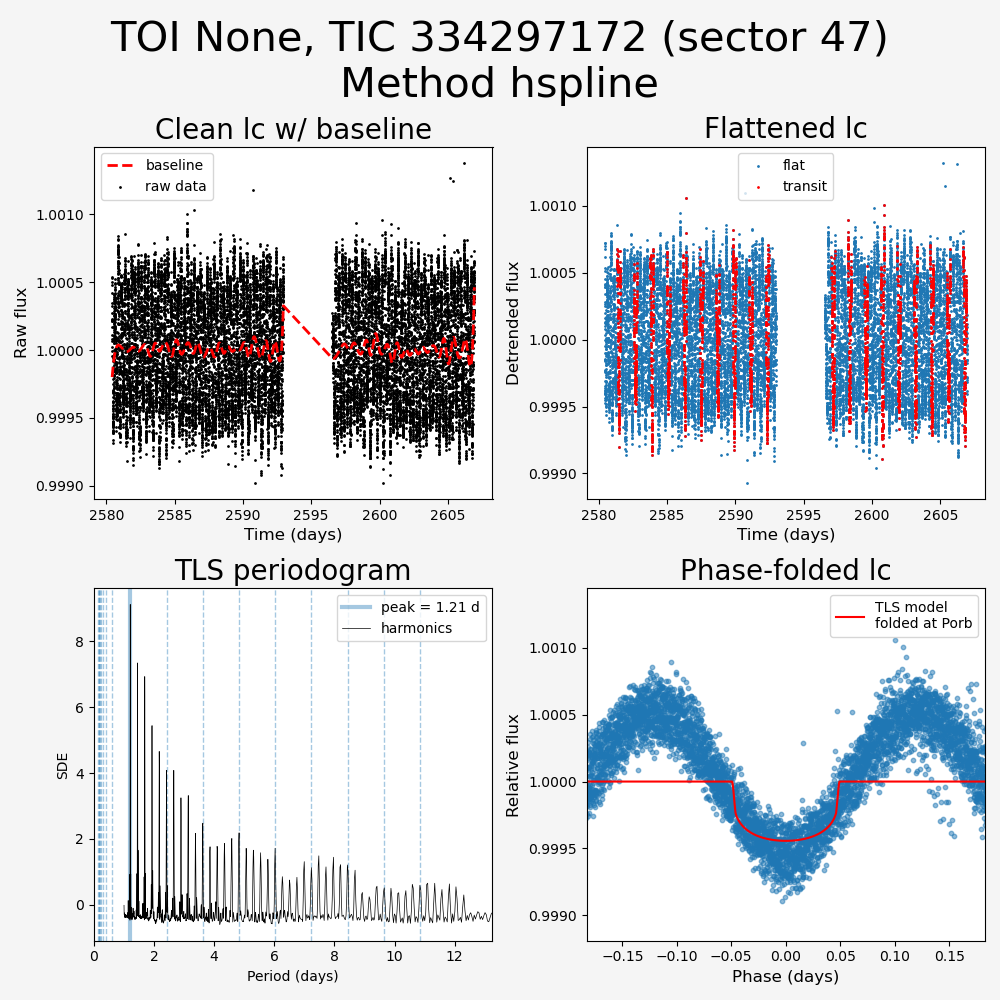 TOI None, TIC 334297172 (sector 47)
Method hspline
Clean lc w/ baseline
baseline
raw data
Raw flux
1.0010
1.0005
1.0000
0.9995
0.9990
2580 2585 2590 2595 2600 2605
Time (days)
Flattened lc
flat
transit
Detrended flux
1.0010
1.0005
1.0000
0.9995
0.9990
2580 2585 2590 2595 2600 2605
Time (days)
TLS periodogram
peak = 1.21 d
harmonics
SDE
8
6
4
2
0
0 2 4 6 8 10 12
Period (days)
Phase-folded lc
TLS model
folded at Porb
Relative flux
1.0010
1.0005
1.0000
0.9995
0.9990
−0.15 −0.10 −0.05 0.00 0.05 0.10 0.15
Phase (days)